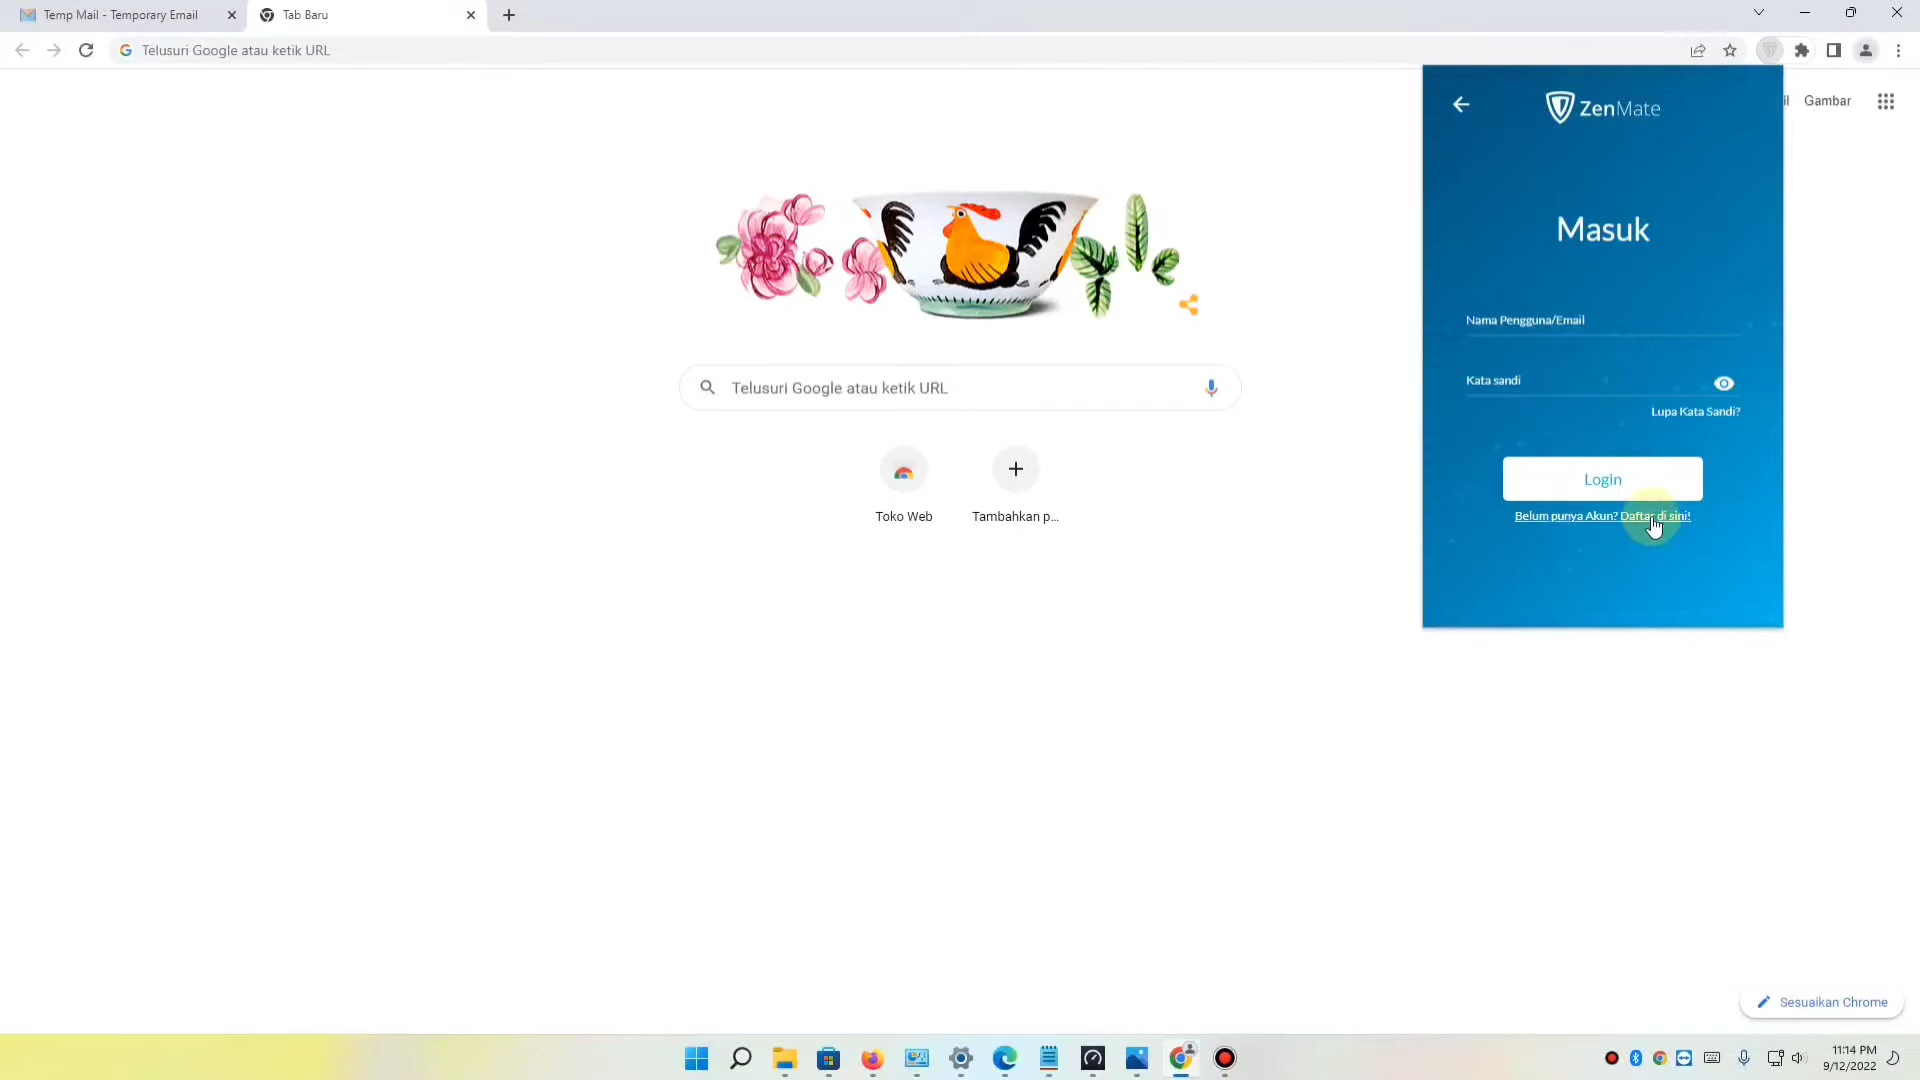 Temp Mail - Temporary Email
Tab Baru
Telusuri Google atau ketik URL
il
Gambar
ZenMate
Masuk
Nama Pengguna/Email
Kata sandi
Lupa Kata Sandi?
Login
Belum punya Akun? Daftar di sini!
Telusuri Google atau ketik URL
Toko Web
Tambahkan p...
Sesuaikan Chrome
11:14 PM
9/12/2022